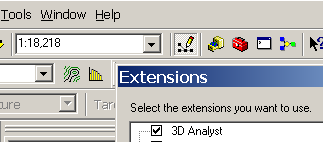 Tools Window Help
1:18,218
Extensions
Select the extensions you want to use.
3D Analyst